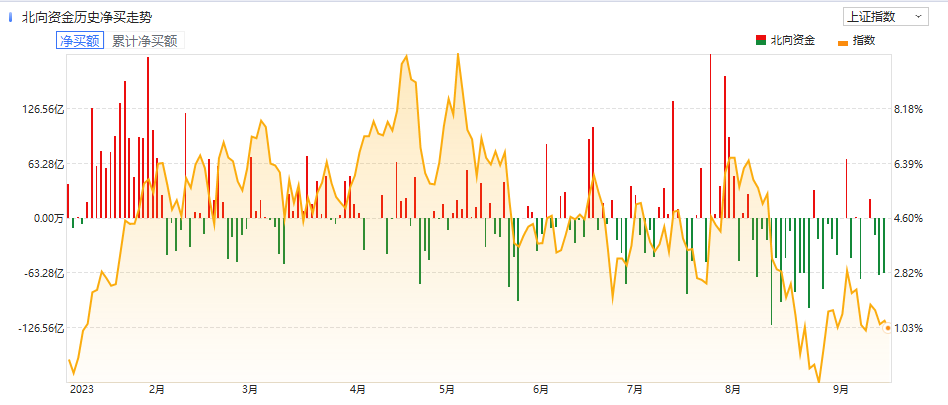 北向资金历史净买走势
上证指数
净买额 累计净买额
北向资金 指数
126.56亿 8.18%
63.28亿 6.39%
0.00万 4.60%
-63.28亿 2.82%
-126.56亿 1.03%
2023 2月 3月 4月 5月 6月 7月 8月 9月